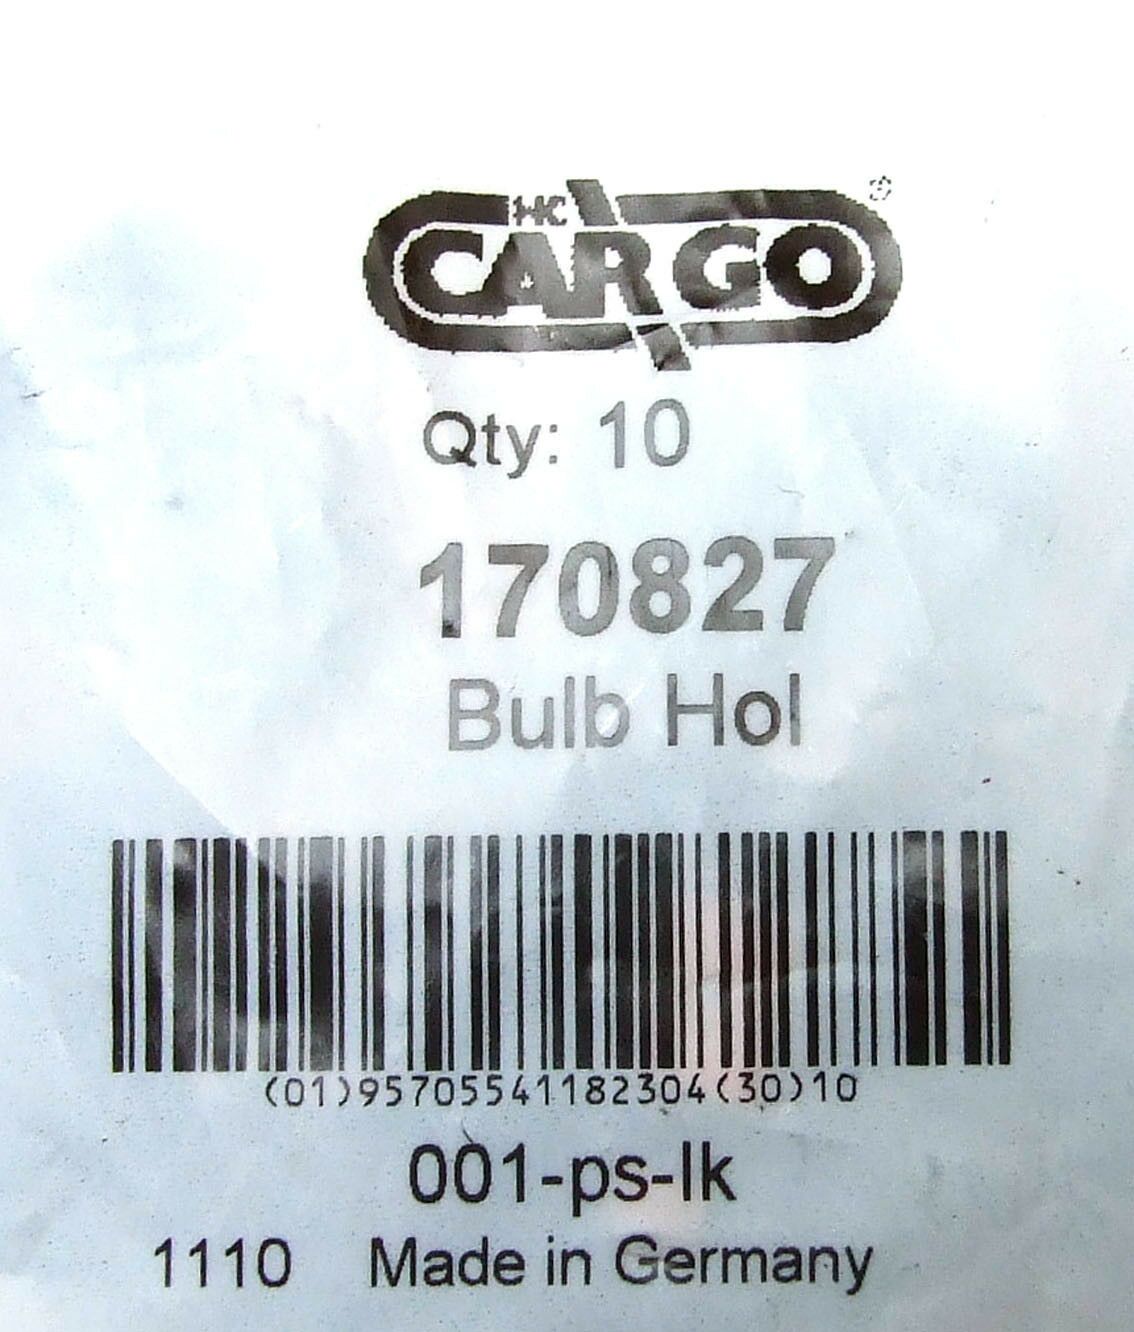 HC
CARGO ®
Qty: 10
170827
Bulb Hol
(01)95705541182304(30)10
001-ps-lk
1110 Made in Germany